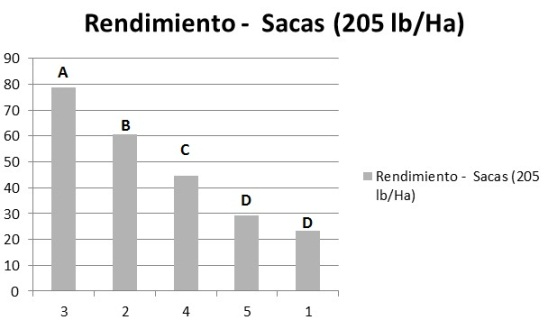 Rendimiento - Sacas (205 lb/Ha)
90
80
70
60
50
40
30
20
10
0
A
B
C
D
D
3 2 4 5 1
Rendimiento - Sacas (205
lb/Ha)